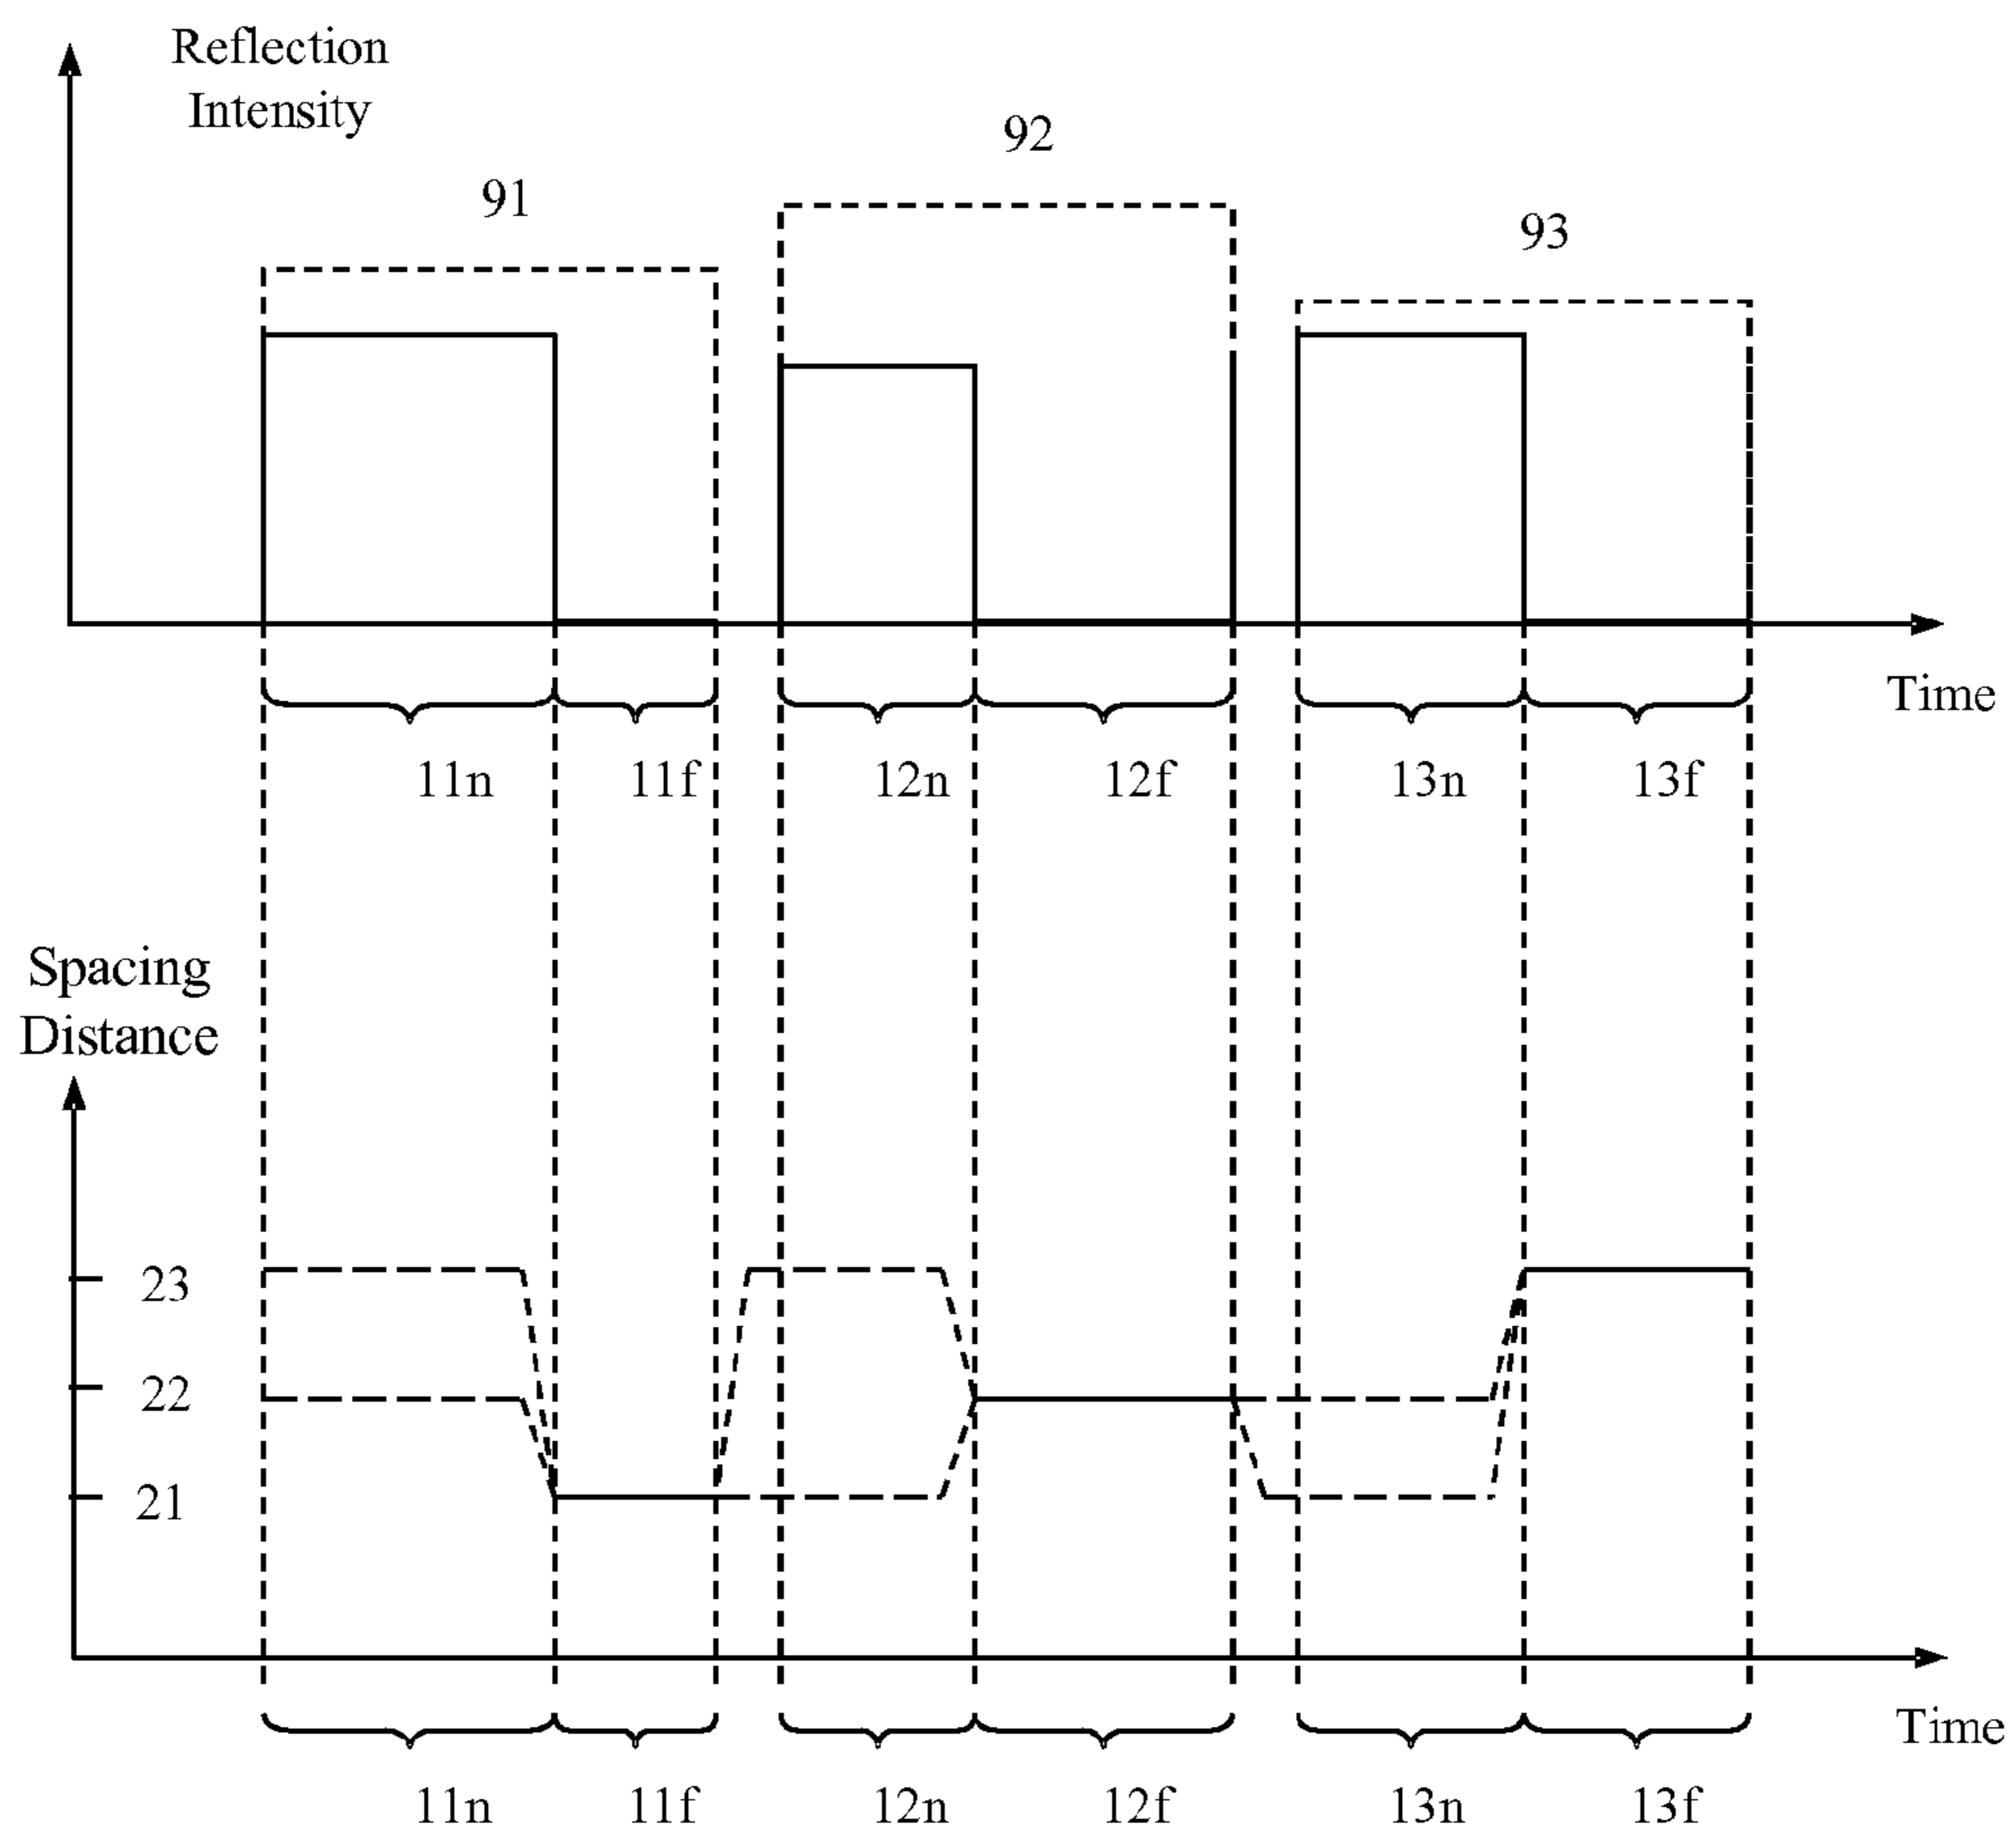 Reflection
Intensity
91
92
93
Time
11n
11f
12n
12f
13n
13f
Spacing
Distance
23
22
21
Time
11n
11f
12n
12f
13n
13f